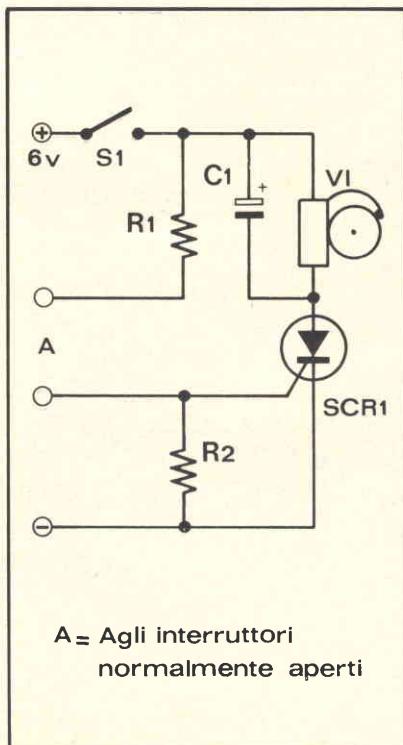 6v
S1
C1
+
VI
R1
A
SCR1
R2
A = Agli interruttori
normalmente aperti